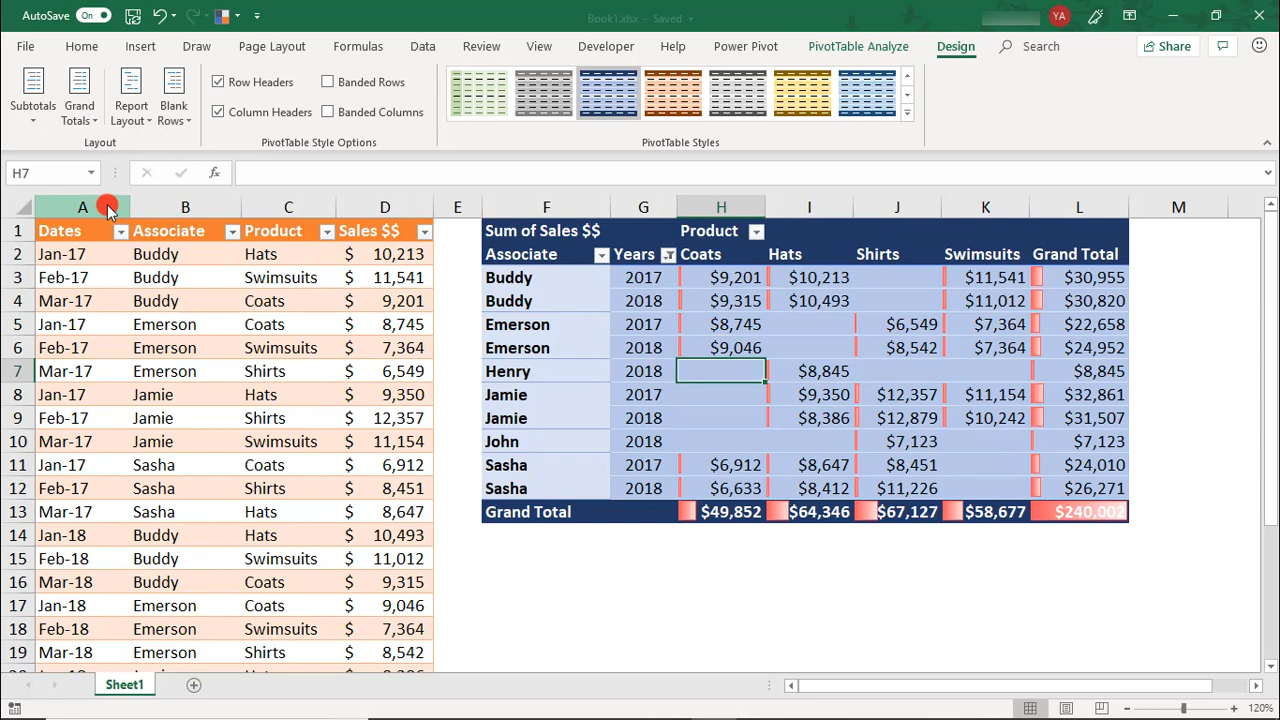 AutoSave On Book1.xlsx - Saved YA
File Home Insert Draw Page Layout Formulas Data Review View Developer Help Power Pivot PivotTable Analyze Design Search Share
Subtotals
Grand Totals
Report Layout
Blank Rows
Row Headers Banded Rows
Column Headers Banded Columns
Layout PivotTable Style Options PivotTable Styles
H7 fx
A B C D E F G H I J K L M
1 Dates Associate Product Sales $$ Sum of Sales $$ Product
2 Jan-17 Buddy Hats $ 10,213 Associate Years Coats Hats Shirts Swimsuits Grand Total
3 Feb-17 Buddy Swimsuits $ 11,541 Buddy 2017 $9,201 $10,213 $11,541 $30,955
4 Mar-17 Buddy Coats $ 9,201 Buddy 2018 $9,315 $10,493 $11,012 $30,820
5 Jan-17 Emerson Coats $ 8,745 Emerson 2017 $8,745 $6,549 $7,364 $22,658
6 Feb-17 Emerson Swimsuits $ 7,364 Emerson 2018 $9,046 $8,542 $7,364 $24,952
7 Mar-17 Emerson Shirts $ 6,549 Henry 2018 $8,845 $8,845
8 Jan-17 Jamie Hats $ 9,350 Jamie 2017 $9,350 $12,357 $11,154 $32,861
9 Feb-17 Jamie Shirts $ 12,357 Jamie 2018 $8,386 $12,879 $10,242 $31,507
10 Mar-17 Jamie Swimsuits $ 11,154 John 2018 $7,123 $7,123
11 Jan-17 Sasha Coats $ 6,912 Sasha 2017 $6,912 $8,647 $8,451 $24,010
12 Feb-17 Sasha Shirts $ 8,451 Sasha 2018 $6,633 $8,412 $11,226 $26,271
13 Mar-17 Sasha Hats $ 8,647 Grand Total $49,852 $64,346 $67,127 $58,677 $240,002
14 Jan-18 Buddy Hats $ 10,493
15 Feb-18 Buddy Swimsuits $ 11,012
16 Mar-18 Buddy Coats $ 9,315
17 Jan-18 Emerson Coats $ 9,046
18 Feb-18 Emerson Swimsuits $ 7,364
19 Mar-18 Emerson Shirts $ 8,542
Sheet1
120%